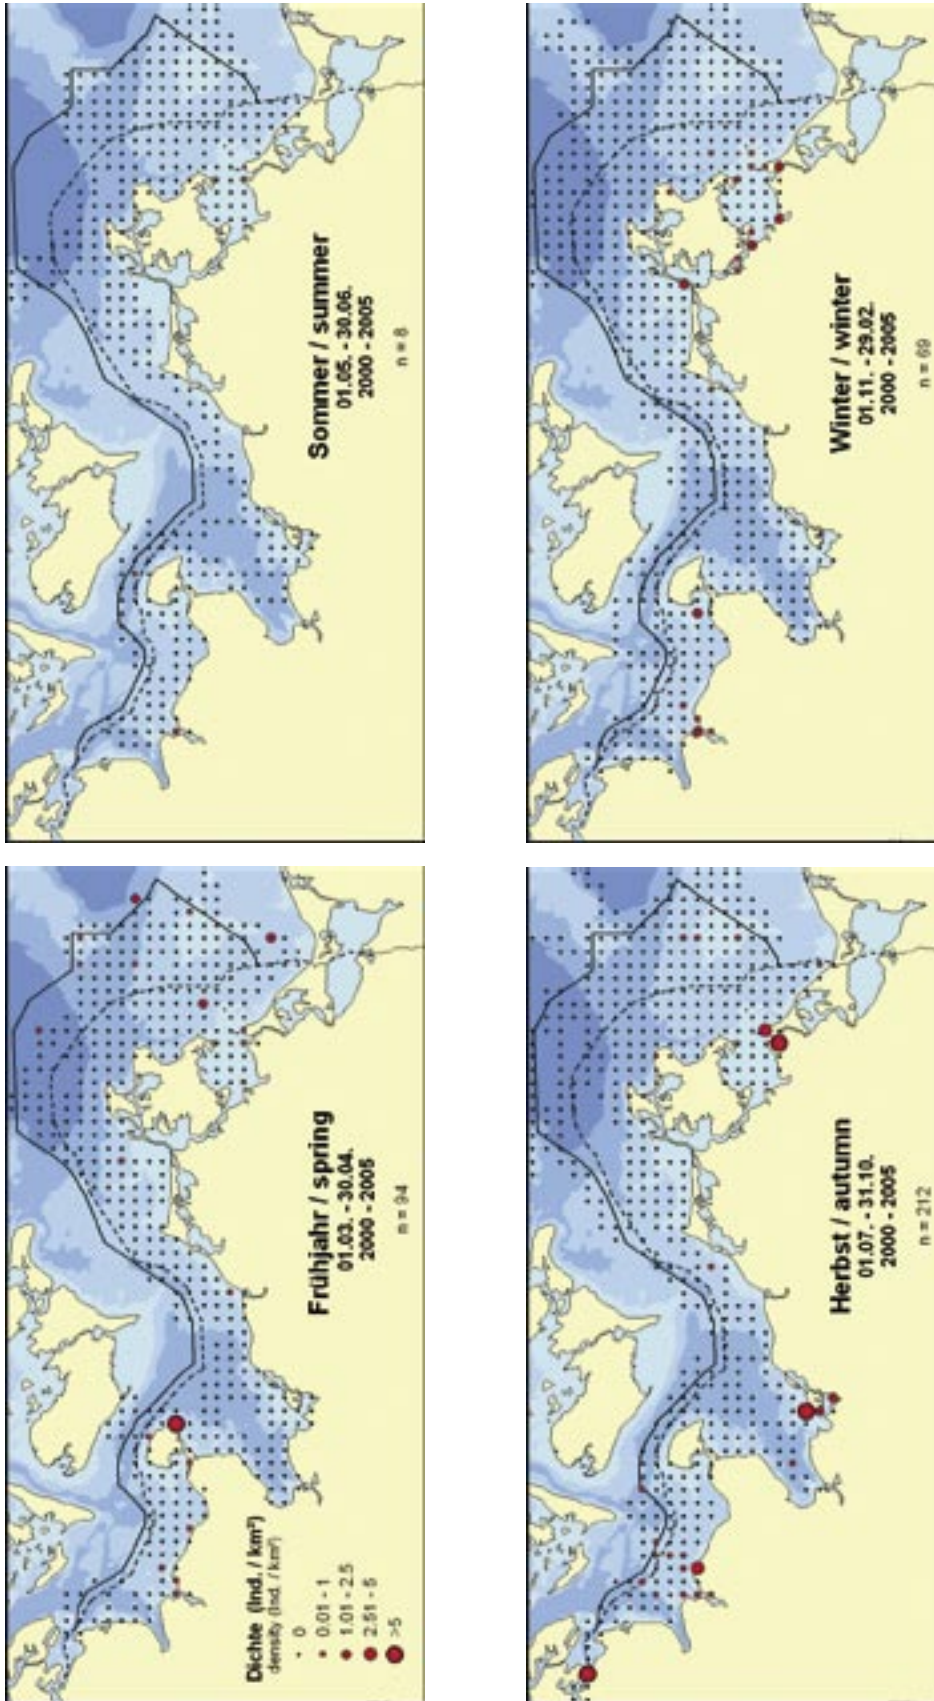 Frühjahr / spring
01.03. - 30.04.
2000 - 2005
n = 94
Dichte (Ind. / km²)
density (Ind. / km²)
0
0.01 - 1
1.01 - 2.5
2.51 - 5
>5
Sommer / summer
01.05. - 30.06.
2000 - 2005
n = 8
Herbst / autumn
01.07. - 31.10.
2000 - 2005
n = 212
Winter / winter
01.11. - 29.02.
2000 - 2005
n = 69